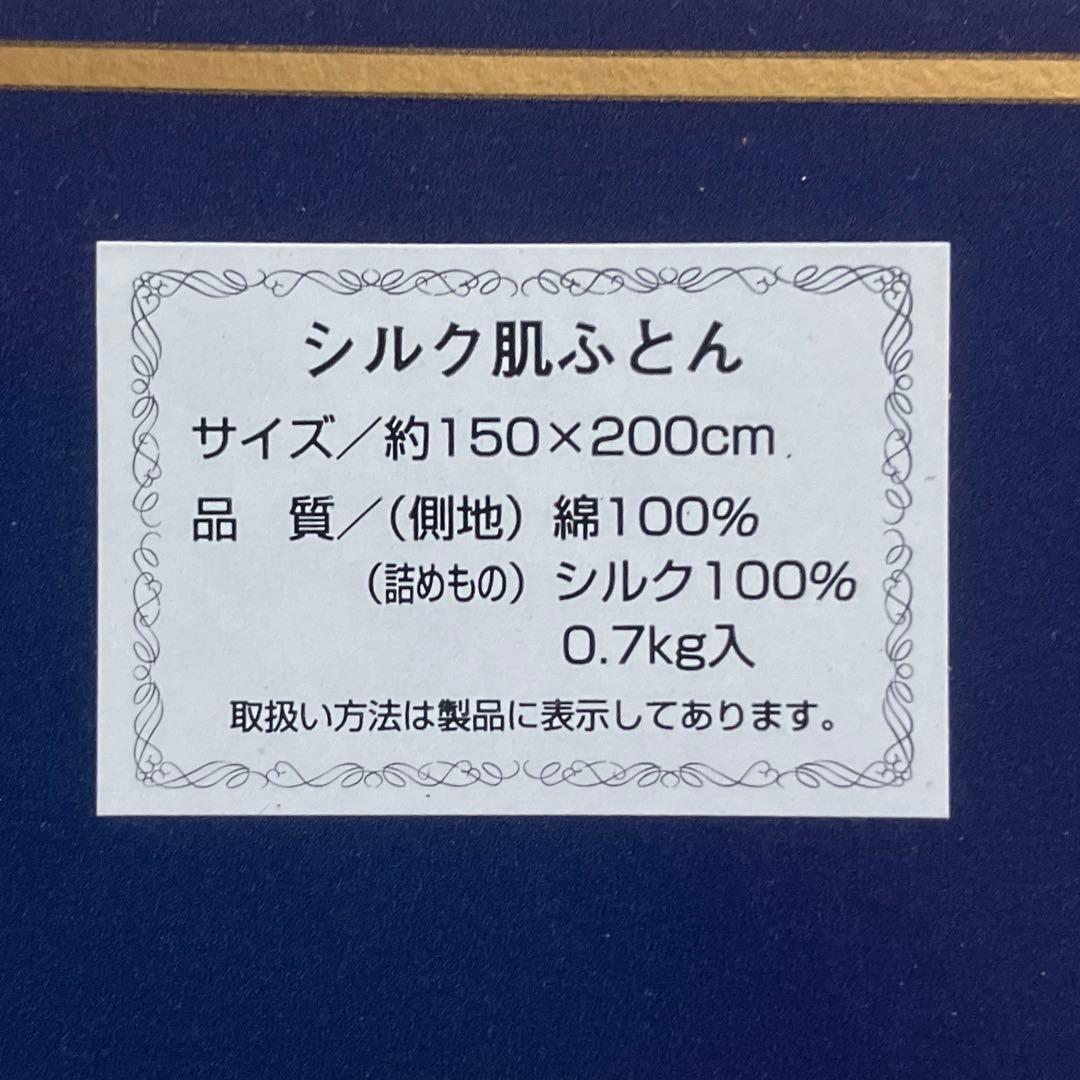 シルク肌ふとん
サイズ／約150×200cm
品　質／（側地）綿100%
（詰めもの）シルク100%
0.7kg入
取扱い方法は製品に表示してあります。